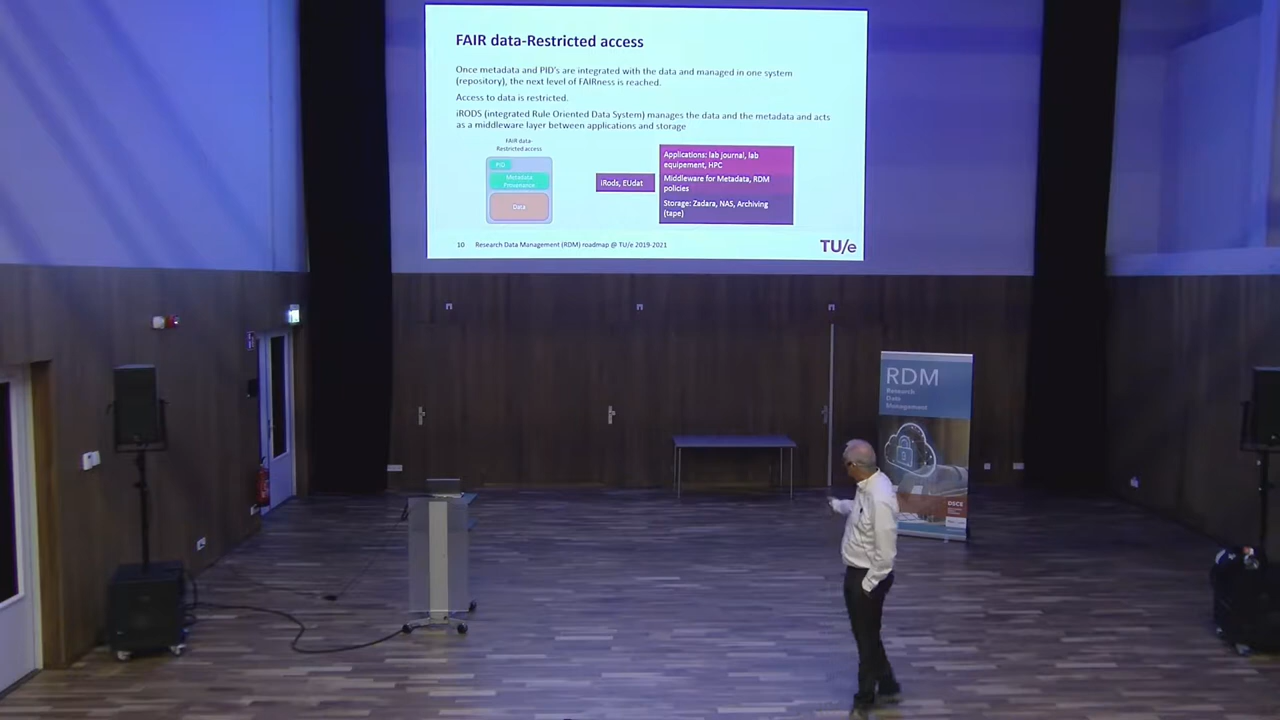 FAIR data-Restricted access
Once metadata and PID's are integrated with the data and managed in one system
(repository), the next level of FAIRness is reached.
Access to data is restricted.
iRODS (integrated Rule Oriented Data System) manages the data and the metadata and acts
as a middleware layer between applications and storage
FAIR data-
Restricted access
PID
Metadata
Provenance
Data
iRods, EUdat
Applications: lab journal, lab
equipement, HPC
Middleware for Metadata, RDM
policies
Storage: Zadara, NAS, Archiving
(tape)
10 Research Data Management (RDM) roadmap @ TU/e 2019-2021
TU/e
RDM
Research
Data
Management
DSCE